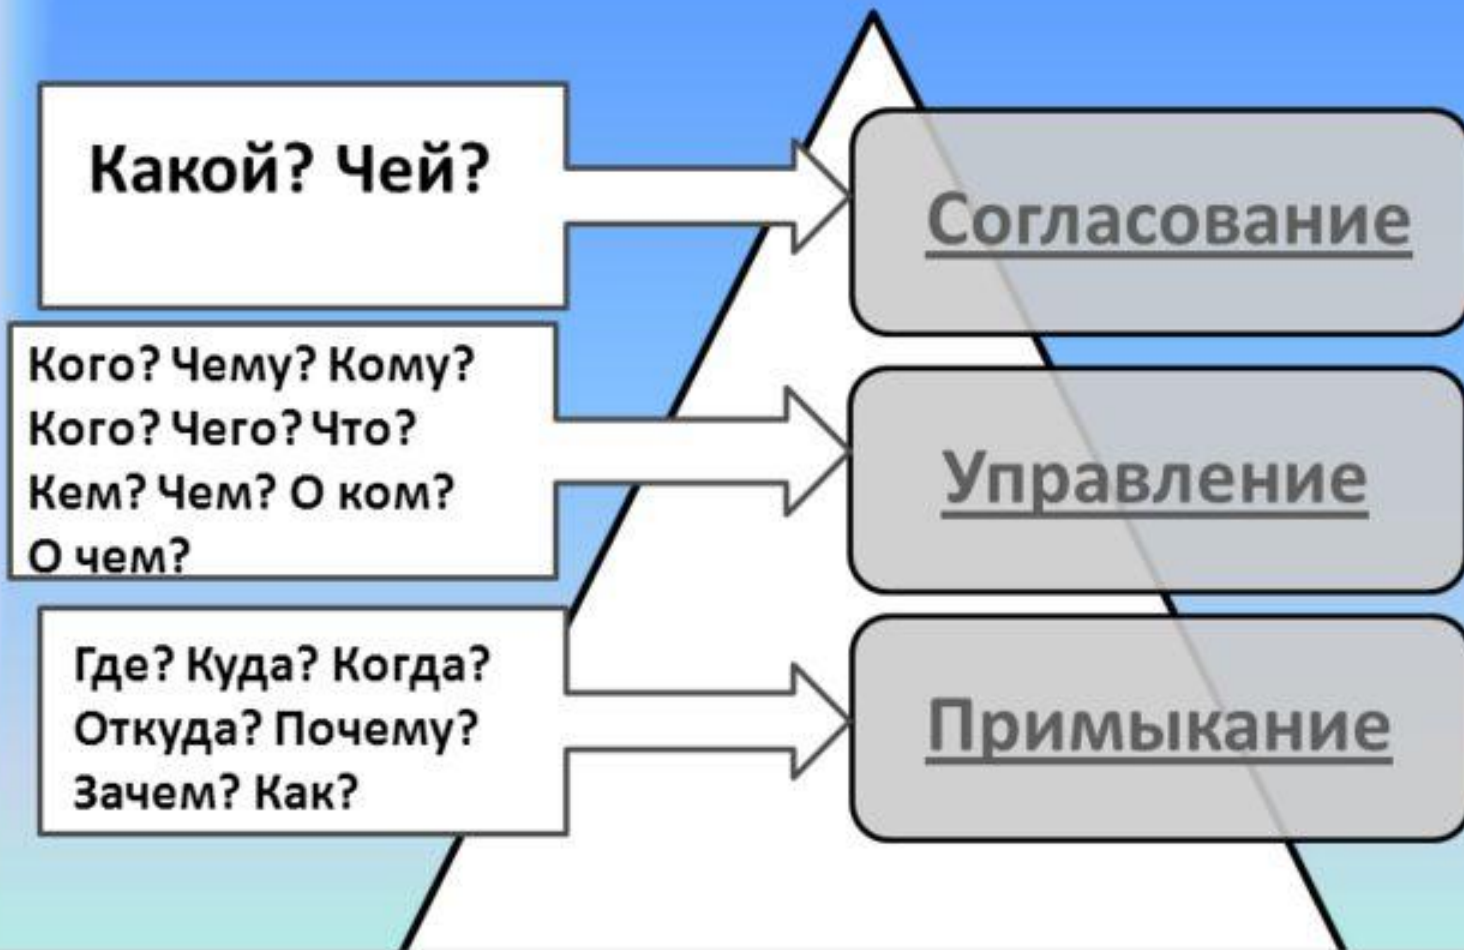 Какой? Чей?
Согласование
Кого? Чему? Кому?
Кого? Чего? Что?
Кем? Чем? О ком?
О чем?
Управление
Где? Куда? Когда?
Откуда? Почему?
Зачем? Как?
Примыкание